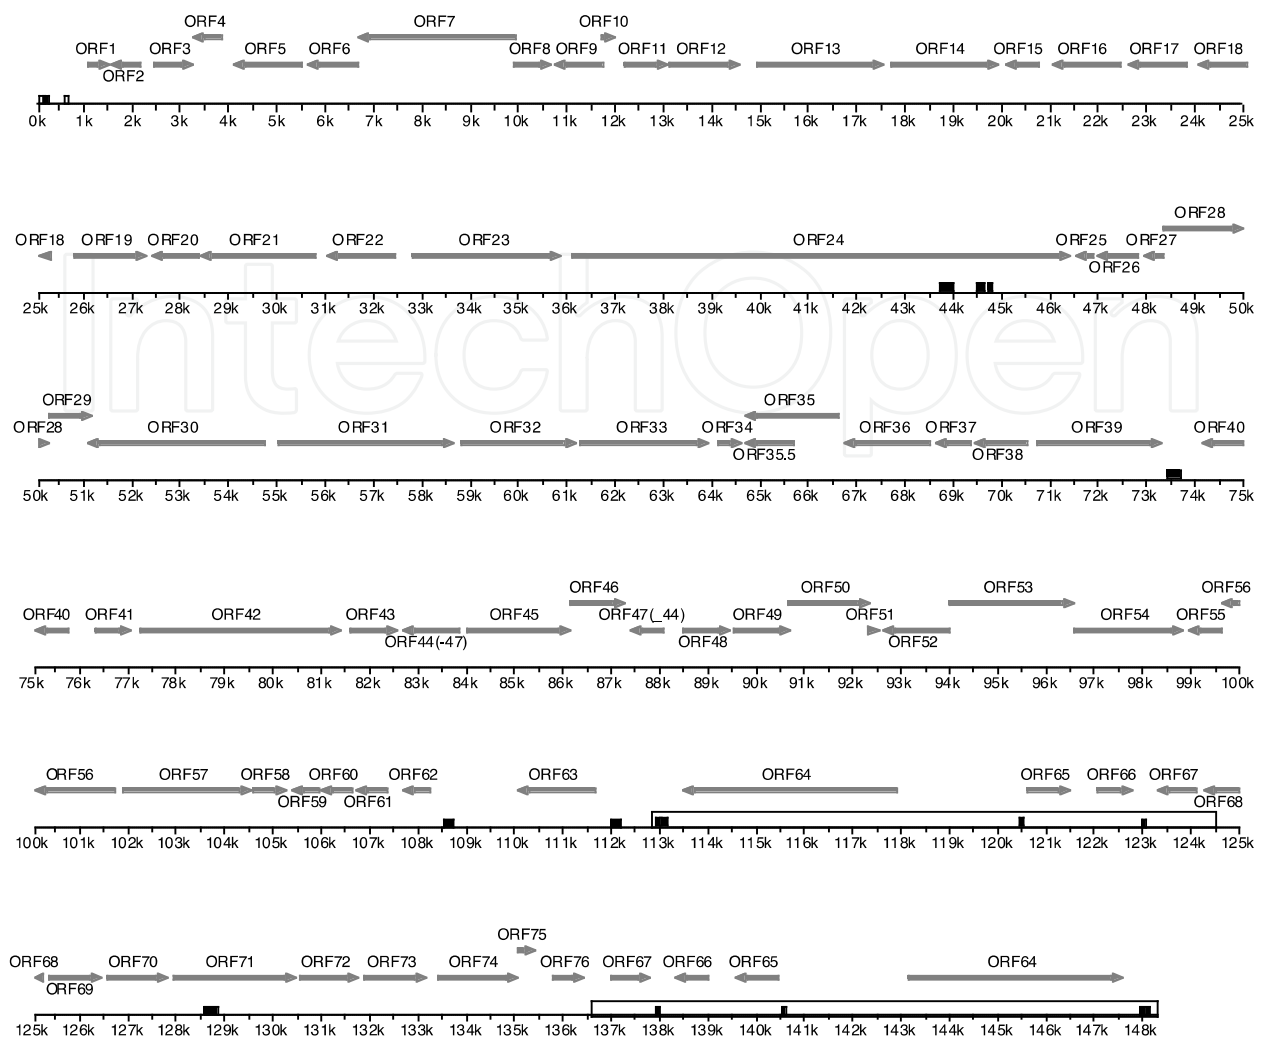 ORF4 ORF7 ORF10
ORF1 ORF3 ORF5 ORF6 ORF8 ORF9 ORF11 ORF12 ORF13 ORF14 ORF15 ORF16 ORF17 ORF18
ORF2
0k 1k 2k 3k 4k 5k 6k 7k 8k 9k 10k 11k 12k 13k 14k 15k 16k 17k 18k 19k 20k 21k 22k 23k 24k 25k
ORF28
ORF18 ORF19 ORF20 ORF21 ORF22 ORF23 ORF24 ORF25 ORF27
ORF26
25k 26k 27k 28k 29k 30k 31k 32k 33k 34k 35k 36k 37k 38k 39k 40k 41k 42k 43k 44k 45k 46k 47k 48k 49k 50k
IntechOpen
ORF29 ORF35
ORF28 ORF30 ORF31 ORF32 ORF33 ORF34 ORF36 ORF37 ORF39 ORF40
ORF35.5 ORF38
50k 51k 52k 53k 54k 55k 56k 57k 58k 59k 60k 61k 62k 63k 64k 65k 66k 67k 68k 69k 70k 71k 72k 73k 74k 75k
ORF46 ORF50 ORF53 ORF56
ORF40 ORF41 ORF42 ORF43 ORF45 ORF47(_44) ORF49 ORF51 ORF54 ORF55
ORF44(-47) ORF48 ORF52
75k 76k 77k 78k 79k 80k 81k 82k 83k 84k 85k 86k 87k 88k 89k 90k 91k 92k 93k 94k 95k 96k 97k 98k 99k 100k
ORF56 ORF57 ORF58 ORF60 ORF62 ORF63 ORF64 ORF65 ORF66 ORF67
ORF59 ORF61 ORF68
100k 101k 102k 103k 104k 105k 106k 107k 108k 109k 110k 111k 112k 113k 114k 115k 116k 117k 118k 119k 120k 121k 122k 123k 124k 125k
ORF75
ORF68 ORF70 ORF71 ORF72 ORF73 ORF74 ORF76 ORF67 ORF66 ORF65 ORF64
ORF69
125k 126k 127k 128k 129k 130k 131k 132k 133k 134k 135k 136k 137k 138k 139k 140k 141k 142k 143k 144k 145k 146k 147k 148k